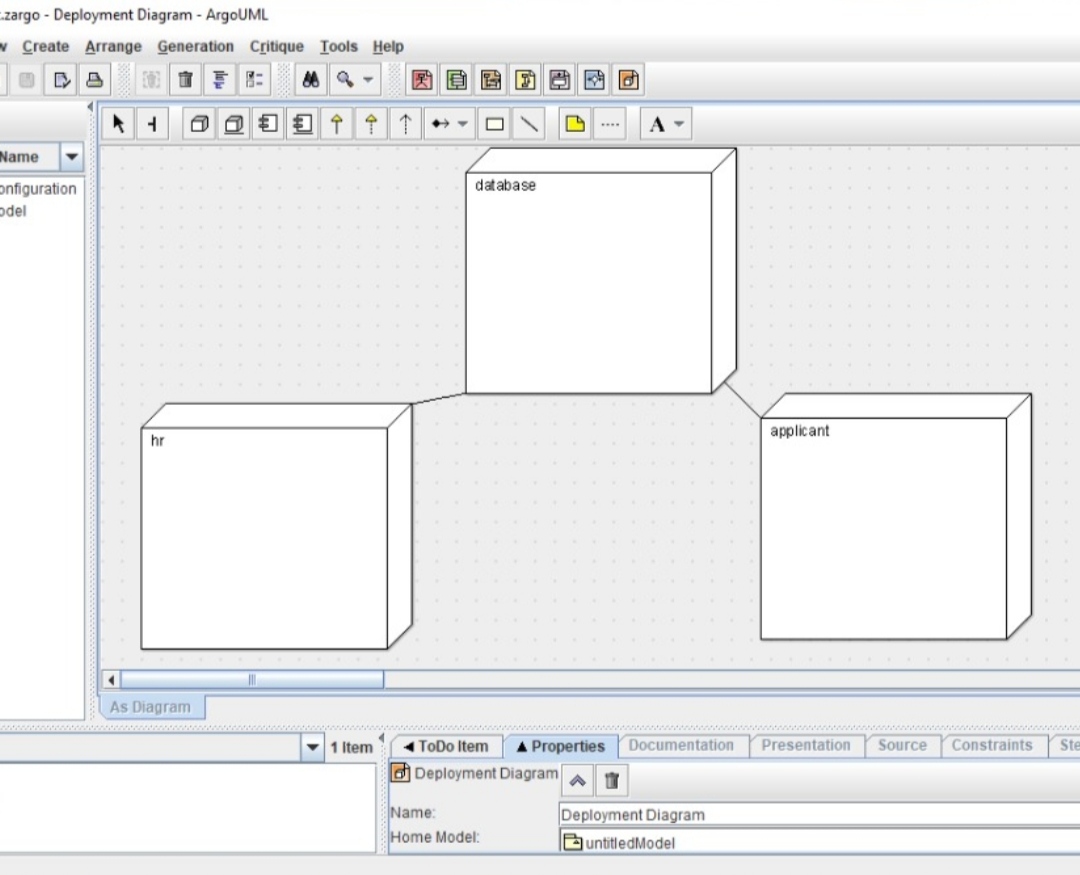 .zargo - Deployment Diagram - ArgoUML
w Create Arrange Generation Critique Tools Help
Name
onfiguration
odel
A
database
hr
applicant
As Diagram
1 Item
ToDo Item Properties Documentation Presentation Source Constraints Ste
Deployment Diagram
Name: Deployment Diagram
Home Model: untitledModel